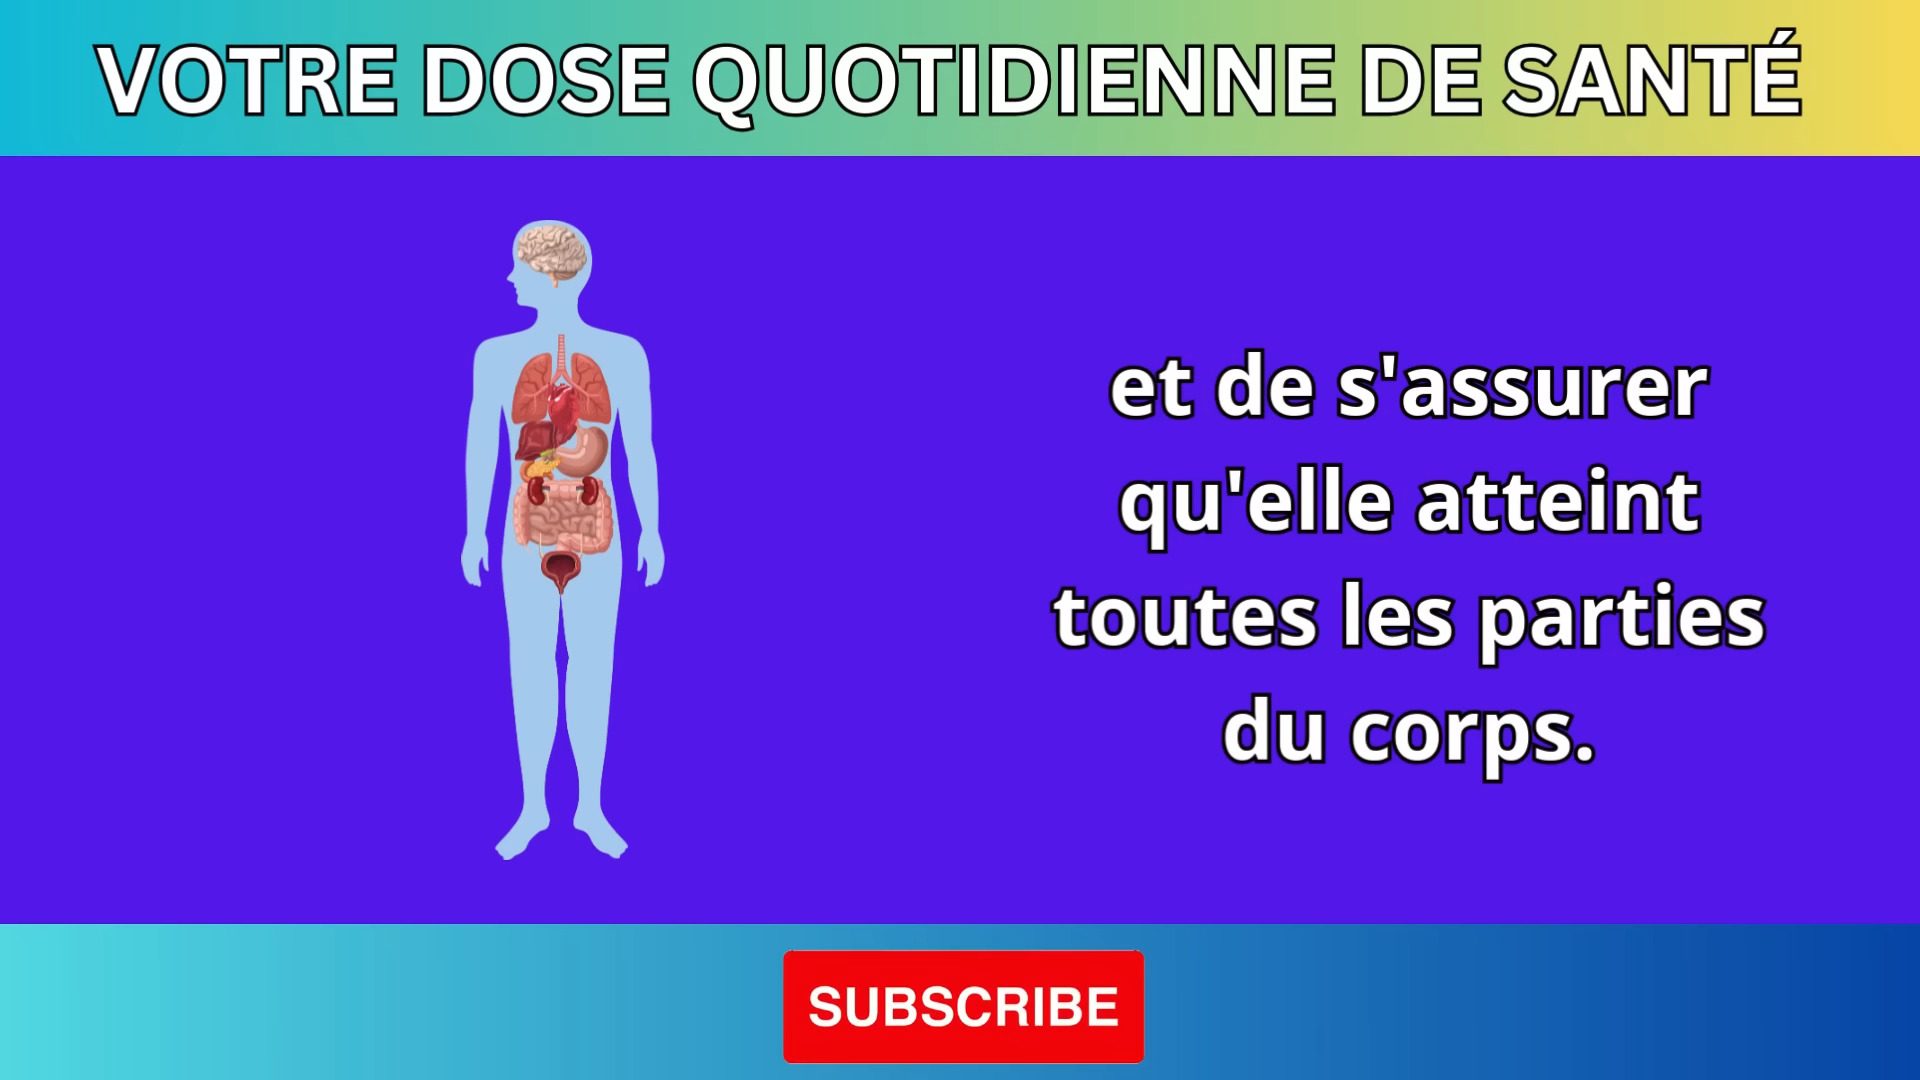 VOTRE DOSE QUOTIDIENNE DE SANTÉ
et de s'assurer
qu'elle atteint
toutes les parties
du corps.
SUBSCRIBE